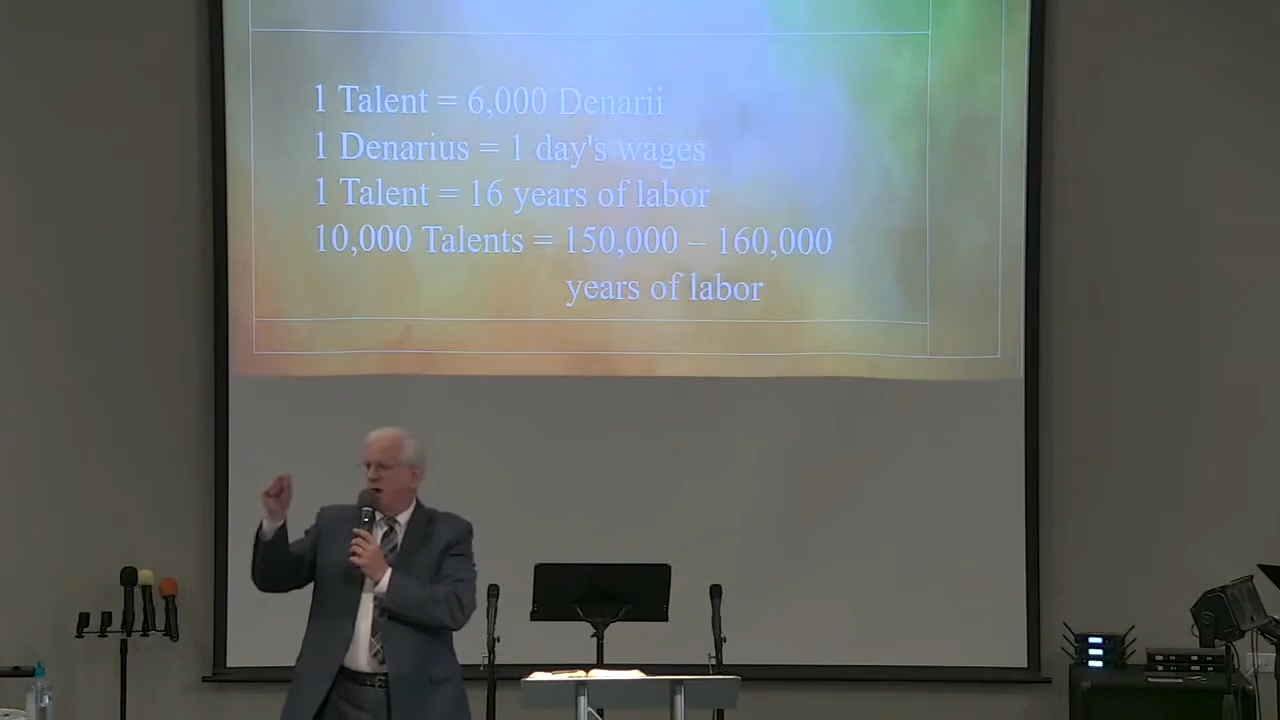 1 Talent = 6,000 Denarii
1 Denarius = 1 day's wages
1 Talent = 16 years of labor
10,000 Talents = 150,000 – 160,000
years of labor